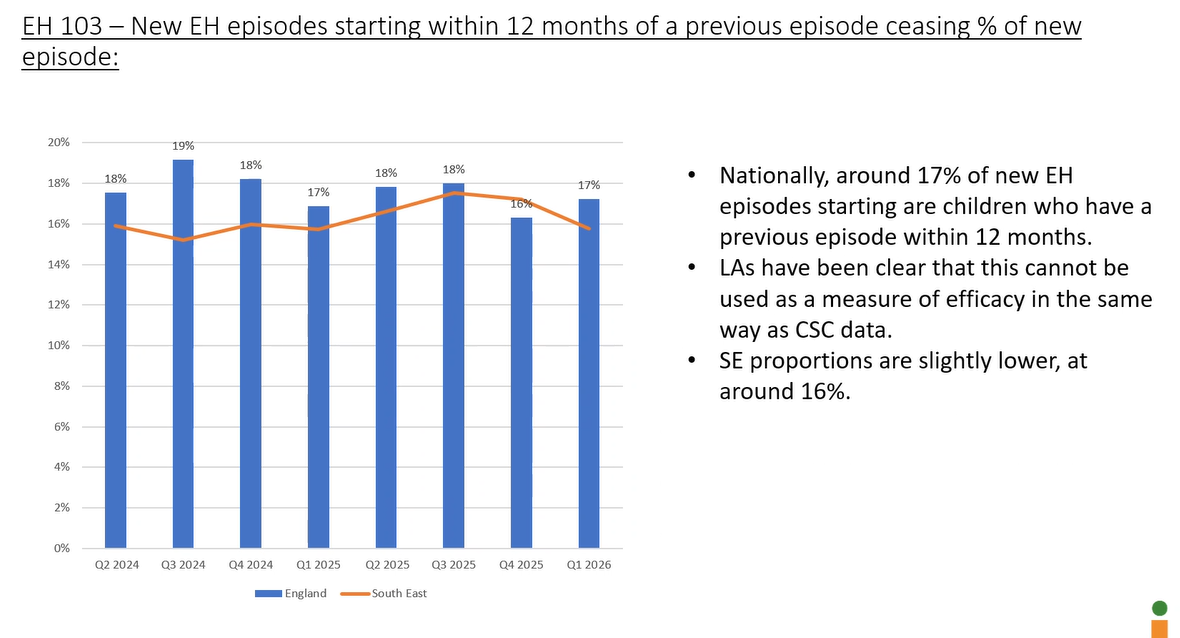 EH 103 – New EH episodes starting within 12 months of a previous episode ceasing % of new
episode:
20%
18%
16%
14%
12%
10%
8%
6%
4%
2%
0%
18%
19%
18%
17%
18%
18%
16%
17%
Q2 2024
Q3 2024
Q4 2024
Q1 2025
Q2 2025
Q3 2025
Q4 2025
Q1 2026
England
South East
• Nationally, around 17% of new EH
episodes starting are children who have a
previous episode within 12 months.
• LAs have been clear that this cannot be
used as a measure of efficacy in the same
way as CSC data.
• SE proportions are slightly lower, at
around 16%.